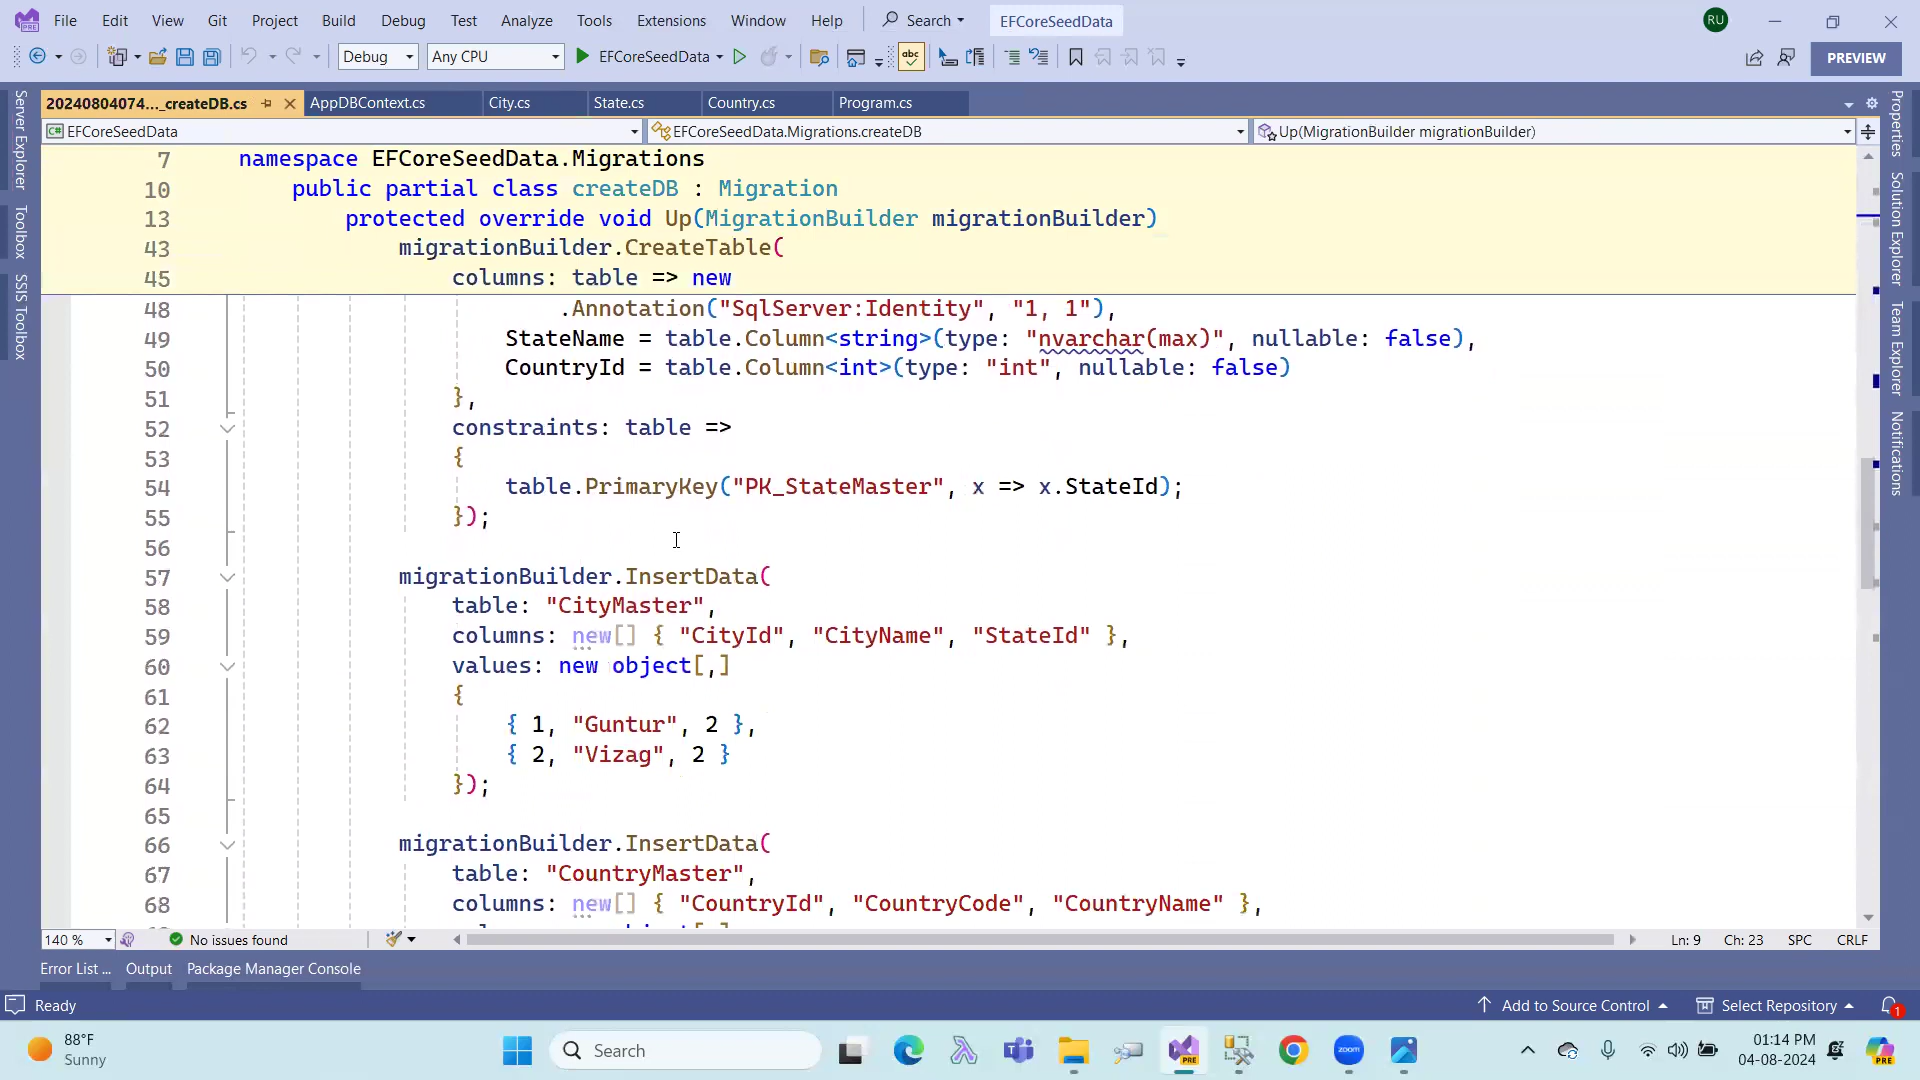 File Edit View Git Project Build Debug Test Analyze Tools Extensions Window Help Search EFCoreSeedData RU
Debug Any CPU EFCoreSeedData abc PREVIEW
20240804074..._createDB.cs AppDBContext.cs City.cs State.cs Country.cs Program.cs
EFCoreSeedData EFCoreSeedData.Migrations.createDB Up(MigrationBuilder migrationBuilder)
7 namespace EFCoreSeedData.Migrations
10 public partial class createDB : Migration
13 protected override void Up(MigrationBuilder migrationBuilder)
43 migrationBuilder.CreateTable(
45 columns: table => new
48 .Annotation("SqlServer:Identity", "1, 1"),
49 StateName = table.Column<string>(type: "nvarchar(max)", nullable: false),
50 CountryId = table.Column<int>(type: "int", nullable: false)
51 },
52 constraints: table =>
53 {
54 table.PrimaryKey("PK_StateMaster", x => x.StateId);
55 });
56
57 migrationBuilder.InsertData(
58 table: "CityMaster",
59 columns: new[] { "CityId", "CityName", "StateId" },
60 values: new object[,]
61 {
62 { 1, "Guntur", 2 },
63 { 2, "Vizag", 2 }
64 });
65
66 migrationBuilder.InsertData(
67 table: "CountryMaster",
68 columns: new[] { "CountryId", "CountryCode", "CountryName" },
Server Explorer
Toolbox
SSIS Toolbox
Properties
Solution Explorer
Team Explorer
Notifications
140 % No issues found Ln: 9 Ch: 23 SPC CRLF
Error List ... Output Package Manager Console
Ready Add to Source Control Select Repository 1
88°F
Sunny
Search
zoom
PRE
01:14 PM
04-08-2024
PRE